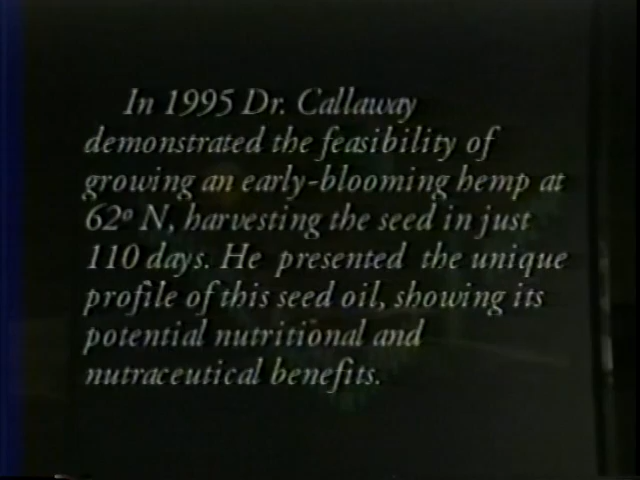 In 1995 Dr. Callaway
demonstrated the feasibility of
growing an early-blooming hemp at
62º N, harvesting the seed in just
110 days. He presented the unique
profile of this seed oil, showing its
potential nutritional and
nutraceutical benefits.